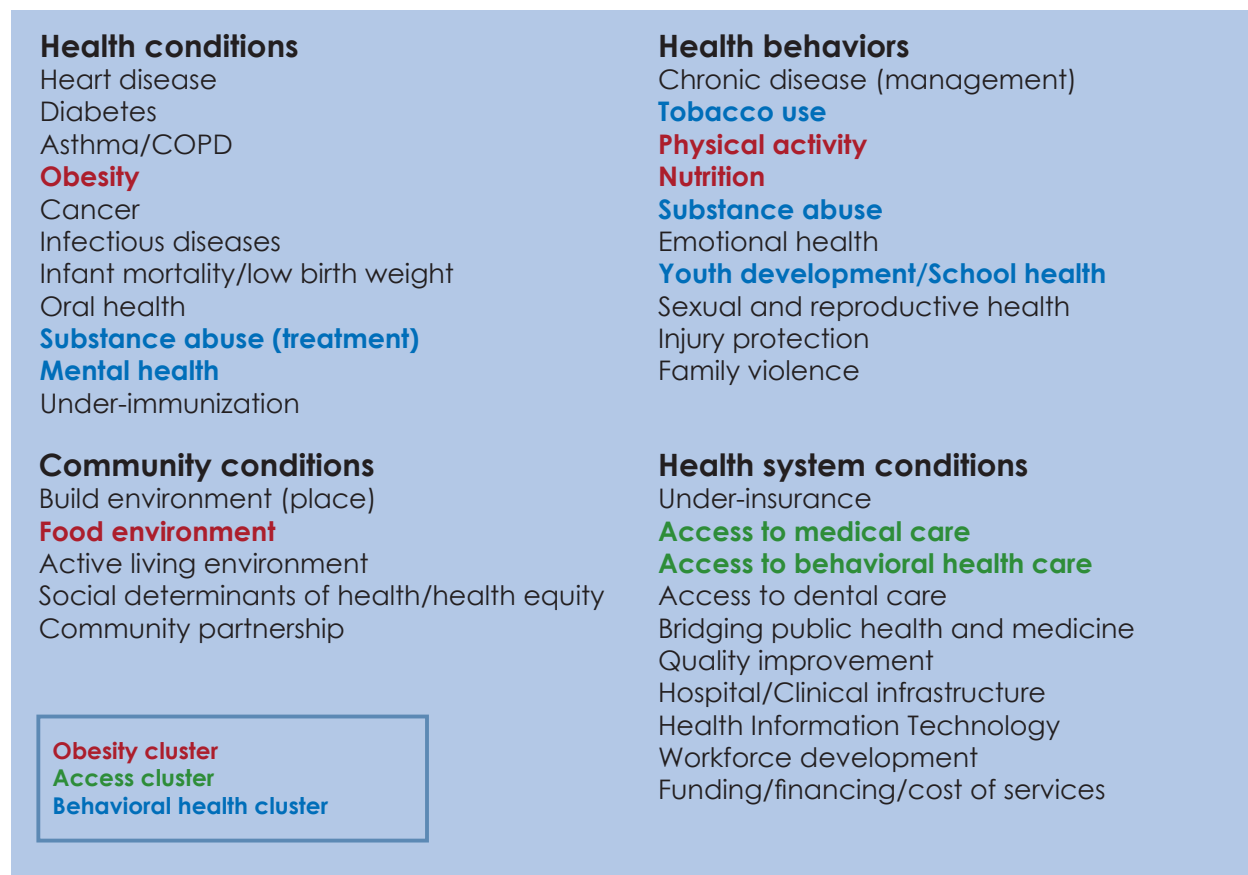 Health conditions
Heart disease
Diabetes
Asthma/COPD
Obesity
Cancer
Infectious diseases
Infant mortality/low birth weight
Oral health
Substance abuse (treatment)
Mental health
Under-immunization
Health behaviors
Chronic disease (management)
Tobacco use
Physical activity
Nutrition
Substance abuse
Emotional health
Youth development/School health
Sexual and reproductive health
Injury protection
Family violence
Community conditions
Build environment (place)
Food environment
Active living environment
Social determinants of health/health equity
Community partnership
Health system conditions
Under-insurance
Access to medical care
Access to behavioral health care
Access to dental care
Bridging public health and medicine
Quality improvement
Hospital/Clinical infrastructure
Health Information Technology
Workforce development
Funding/financing/cost of services
Obesity cluster
Access cluster
Behavioral health cluster